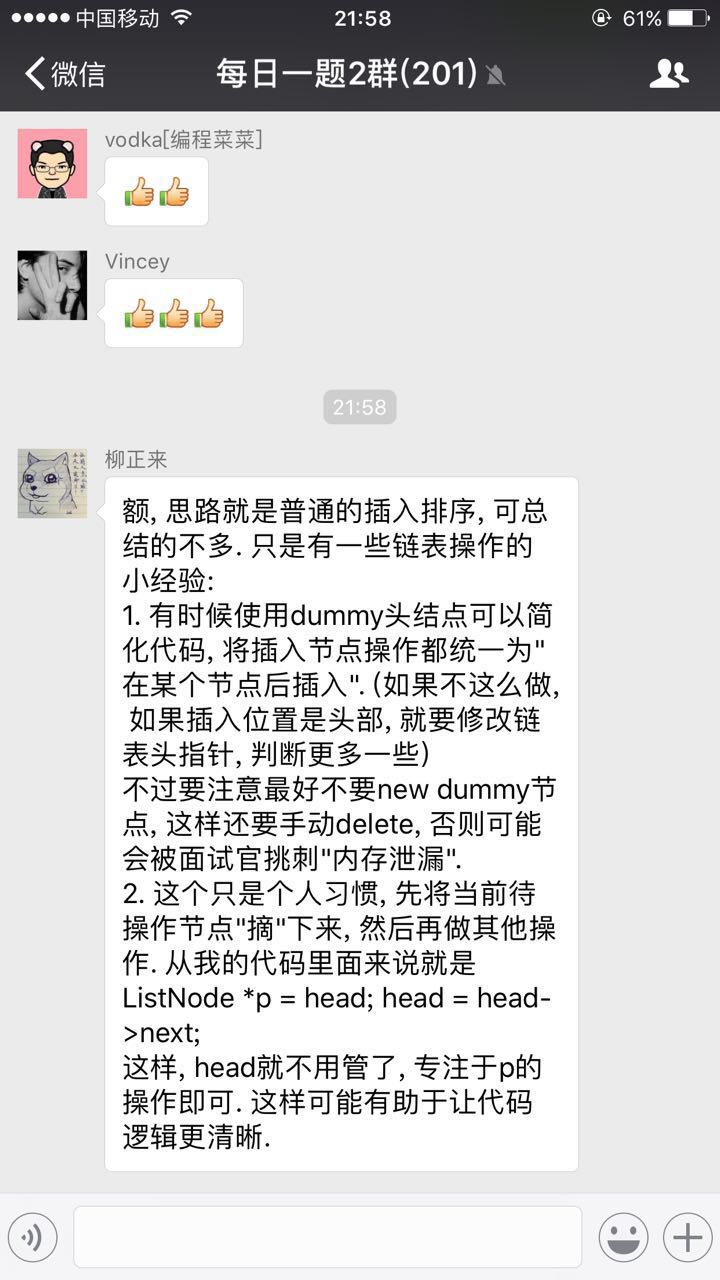 中国移动
21:58
61%
微信
每日一题2群(201)
vodka[编程菜菜]
👍👍
Vincey
👍👍👍
21:58
柳正来
额, 思路就是普通的插入排序, 可总
结的不多. 只是有一些链表操作的
小经验:
1. 有时候使用dummy头结点可以简
化代码, 将插入节点操作都统一为"
在某个节点后插入". (如果不这么做,
如果插入位置是头部, 就要修改链
表头指针, 判断更多一些)
不过要注意最好不要new dummy节
点, 这样还要手动delete, 否则可能
会被面试官挑刺"内存泄漏".
2. 这个只是个人习惯, 先将当前待
操作节点"摘"下来, 然后再做其他操
作. 从我的代码里面来说就是
ListNode *p = head; head = head-
>next;
这样, head就不用管了, 专注于p的
操作即可. 这样可能有助于让代码
逻辑更清晰.